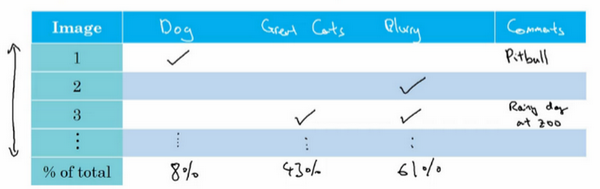 Image Dog Great Cats Blurry Comments
1 ✓ Pitbull
2 ✓
3 ✓ ✓ Rainy day
at zoo
⋮ ⋮ ⋮ ⋮
% of total 8% 43% 61%